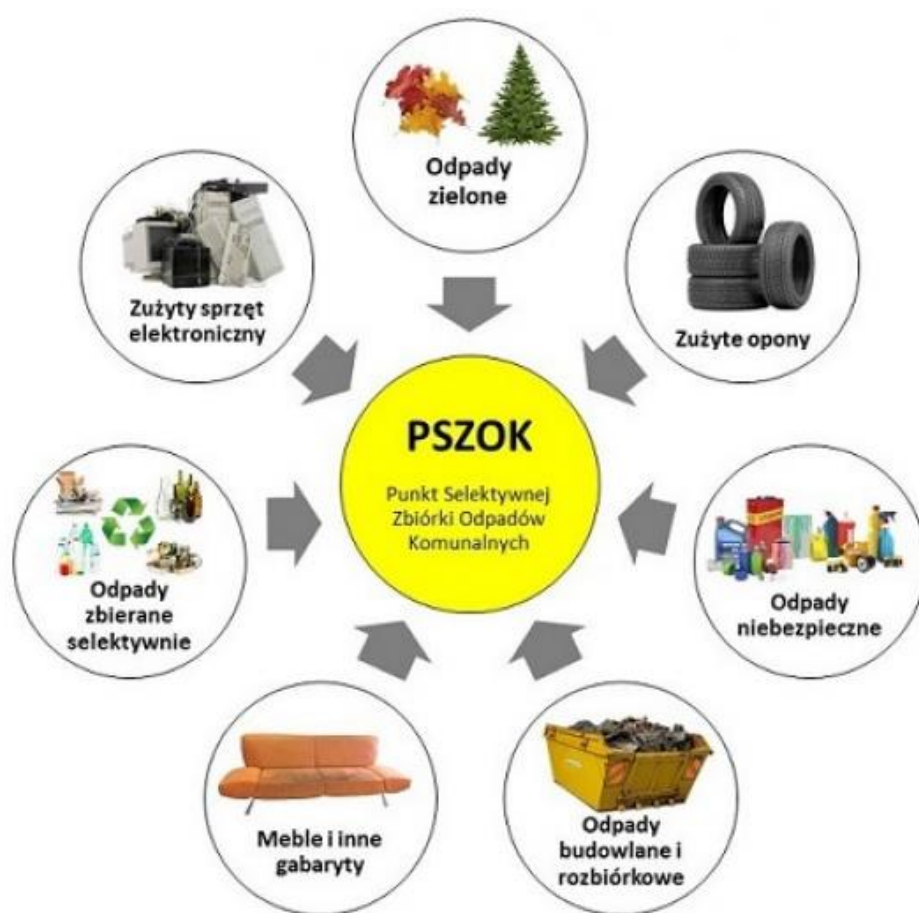 Odpady
zielone
Zużyty sprzęt
elektroniczny
Zużyte opony
PSZOK
Punkt Selektywnej
Zbiórki Odpadów
Komunalnych
Odpady
zbierane
selektywnie
Odpady
niebezpieczne
Meble i inne
gabaryty
Odpady
budowlane i
rozbiórkowe